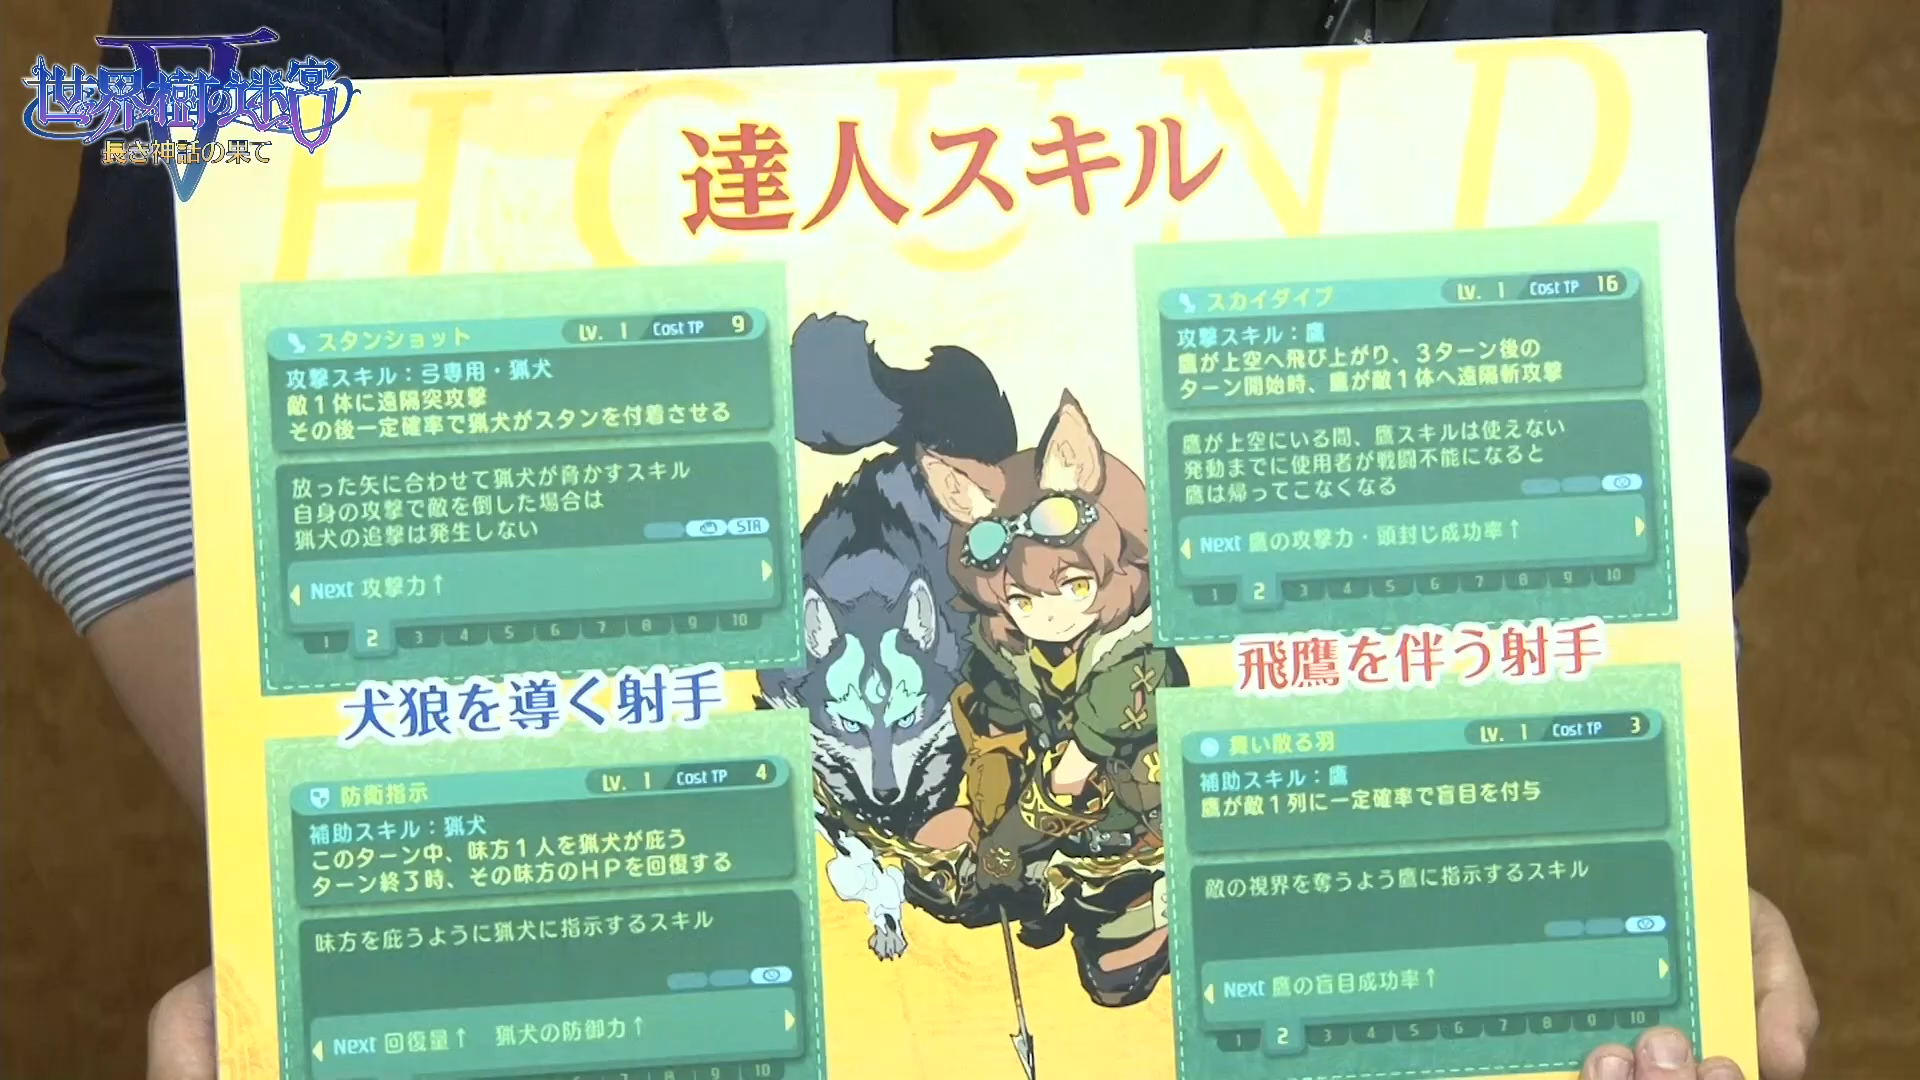 世界樹の迷宮V
長き神話の果て
HOUND
達人スキル
スタンショット Lv. 1 Cost TP 9
攻撃スキル：弓専用・猟犬
敵１体に遠隔突攻撃
その後一定確率で猟犬がスタンを付着させる
放った矢に合わせて猟犬が脅かすスキル
自身の攻撃で敵を倒した場合は
猟犬の追撃は発生しない
STR
Next 攻撃力↑
1 2 3 4 5 6 7 8 9 10
犬狼を導く射手
防衛指示 Lv. 1 Cost TP 4
補助スキル：猟犬
このターン中、味方１人を猟犬が庇う
ターン終了時、その味方のＨＰを回復する
味方を庇うように猟犬に指示するスキル
Next 回復量↑ 猟犬の防御力↑
6 7 8 9 10
スカイダイブ Lv. 1 Cost TP 16
攻撃スキル：鷹
鷹が上空へ飛び上がり、３ターン後の
ターン開始時、鷹が敵１体へ遠隔斬攻撃
鷹が上空にいる間、鷹スキルは使えない
発動までに使用者が戦闘不能になると
鷹は帰ってこなくなる
Next 鷹の攻撃力・頭封じ成功率↑
1 2 3 4 5 6 7 8 9 10
飛鷹を伴う射手
舞い散る羽 Lv. 1 Cost TP 3
補助スキル：鷹
鷹が敵１列に一定確率で盲目を付与
敵の視界を奪うよう鷹に指示するスキル
Next 鷹の盲目成功率↑
1 2 3 4 5 6 7 8 9 10